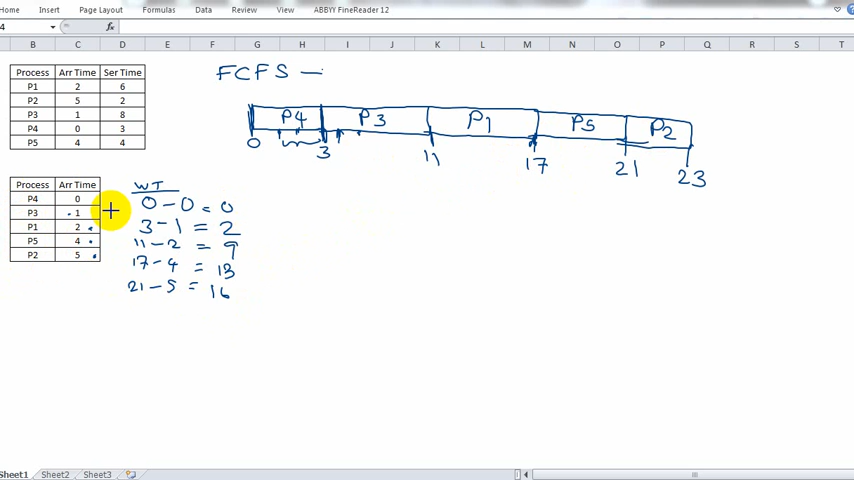 Home Insert Page Layout Formulas Data Review View ABBYY FineReader 12
4 fx
B C D E F G H I J K L M N O P Q R S T
Process Arr Time Ser Time
P1 2 6
P2 5 2
P3 1 8
P4 0 3
P5 4 4
FCFS —
P4 P3 P1 P5 P2
0 3 11 17 21 23
Process Arr Time
P4 0
P3 1
P1 2
P5 4
P2 5
WT
0 - 0 = 0
3 - 1 = 2
11 - 2 = 9
17 - 4 = 13
21 - 5 = 16
Sheet1 Sheet2 Sheet3